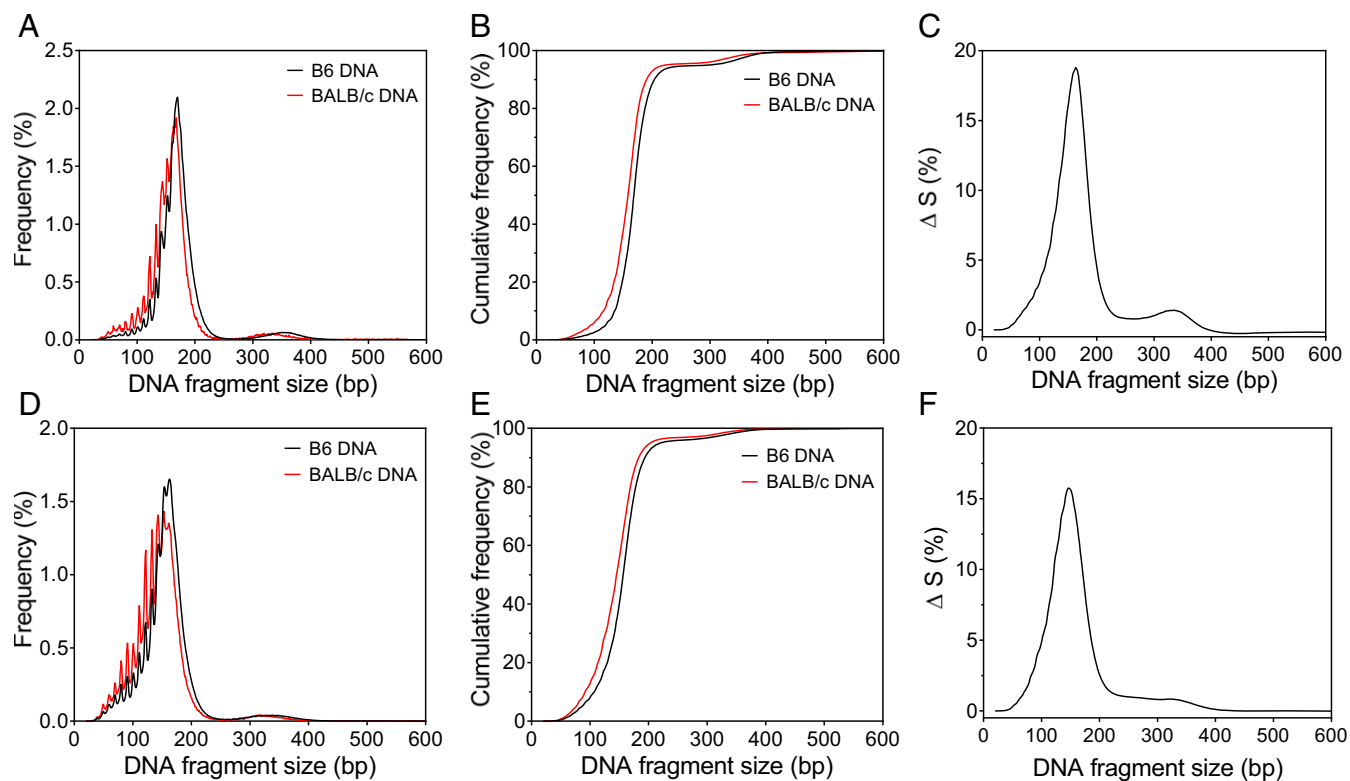 A
2.5
2.0
1.5
1.0
0.5
0.0
0 100 200 300 400 500 600
Frequency (%)
DNA fragment size (bp)
B6 DNA
BALB/c DNA
B
100
80
60
40
20
0
0 100 200 300 400 500 600
Cumulative frequency (%)
DNA fragment size (bp)
B6 DNA
BALB/c DNA
C
20
15
10
5
0
0 100 200 300 400 500 600
Δ S (%)
DNA fragment size (bp)
D
2.0
1.5
1.0
0.5
0.0
0 100 200 300 400 500 600
Frequency (%)
DNA fragment size (bp)
B6 DNA
BALB/c DNA
E
100
80
60
40
20
0
0 100 200 300 400 500 600
Cumulative frequency (%)
DNA fragment size (bp)
B6 DNA
BALB/c DNA
F
20
15
10
5
0
0 100 200 300 400 500 600
Δ S (%)
DNA fragment size (bp)